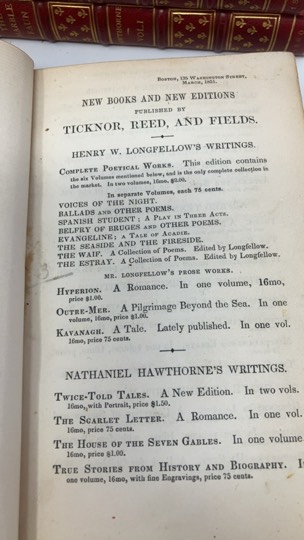 FAUN
BOSTON, 135 WASHINGTON STREET,
MARCH, 1851.
NEW BOOKS AND NEW EDITIONS
PUBLISHED BY
TICKNOR, REED, AND FIELDS.
HENRY W. LONGFELLOW'S WRITINGS.
COMPLETE POETICAL WORKS. This edition contains
the six Volumes mentioned below, and is the only complete collection in
the market. In two volumes, 16mo, $2.00.
In separate Volumes, each 75 cents.
VOICES OF THE NIGHT.
BALLADS AND OTHER POEMS.
SPANISH STUDENT; A PLAY IN THREE ACTS.
BELFRY OF BRUGES AND OTHER POEMS.
EVANGELINE; A TALE OF ACADIE.
THE SEASIDE AND THE FIRESIDE.
THE WAIF. A Collection of Poems. Edited by Longfellow.
THE ESTRAY. A Collection of Poems. Edited by Longfellow.
MR. LONGFELLOW'S PROSE WORKS.
HYPERION. A Romance. In one volume, 16mo,
price $1.00.
OUTRE-MER. A Pilgrimage Beyond the Sea. In one
volume, 16mo, price $1.00.
KAVANAGH. A Tale. Lately published. In one vol.
16mo, price 75 cents.
NATHANIEL HAWTHORNE'S WRITINGS.
TWICE-TOLD TALES. A New Edition. In two vols.
16mo, with Portrait, price $1.50.
THE SCARLET LETTER. A Romance. In one vol.
16mo, price 75 cents.
THE HOUSE OF THE SEVEN GABLES. In one volume
16mo, price $1.00.
TRUE STORIES FROM HISTORY AND BIOGRAPHY. I
one volume, 16mo, with fine Engravings, price 75 cents.